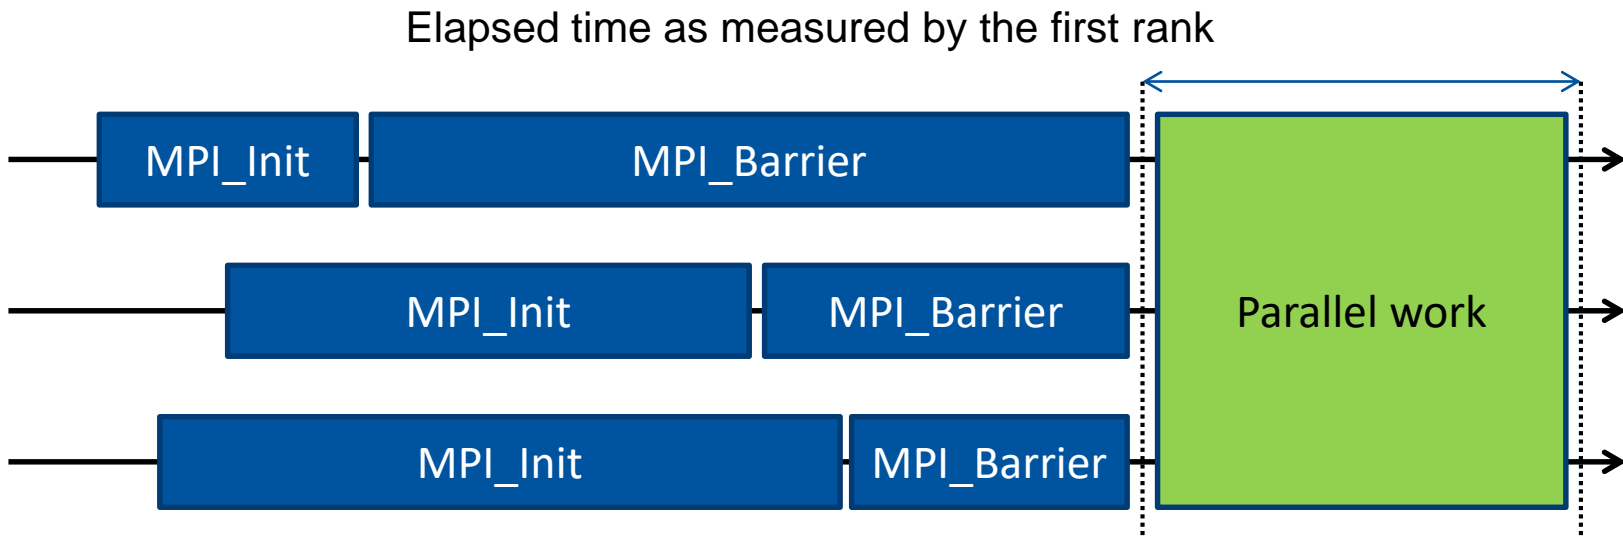 Elapsed time as measured by the first rank
MPI_Init
MPI_Barrier
MPI_Init
MPI_Barrier
Parallel work
MPI_Init
MPI_Barrier